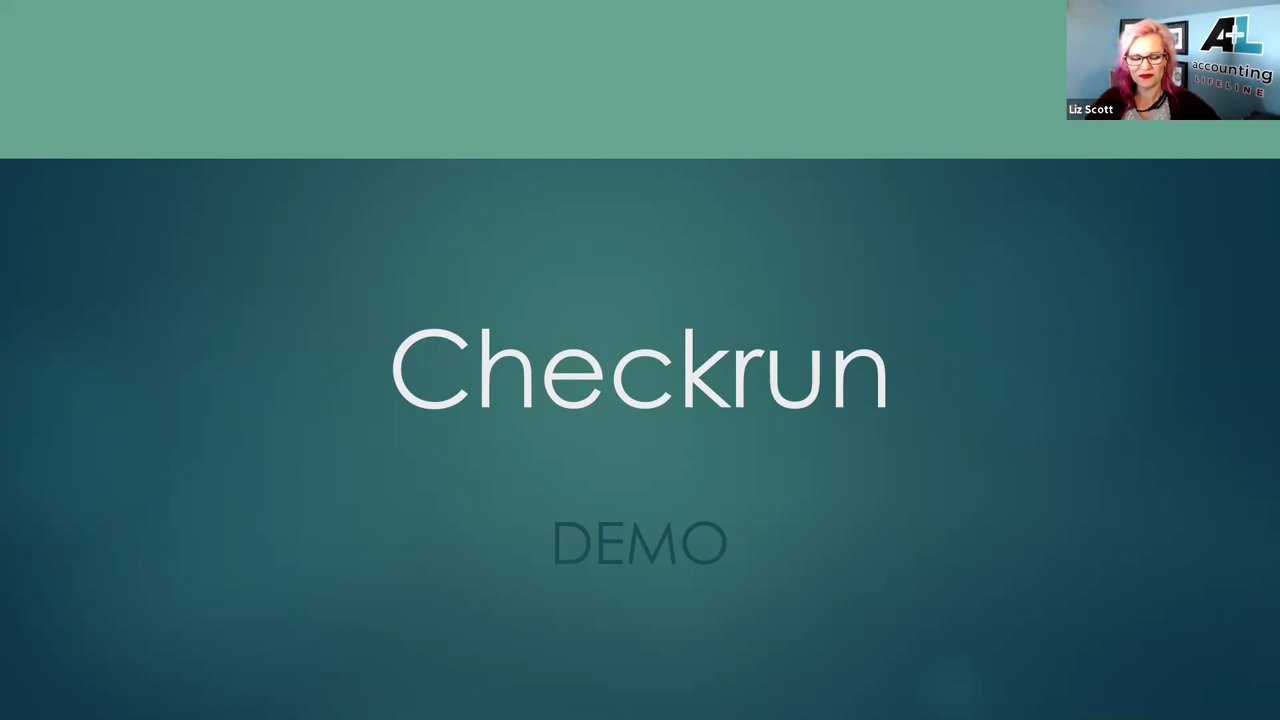 A+L
accounting
LIFELINE
Liz Scott
Checkrun
DEMO